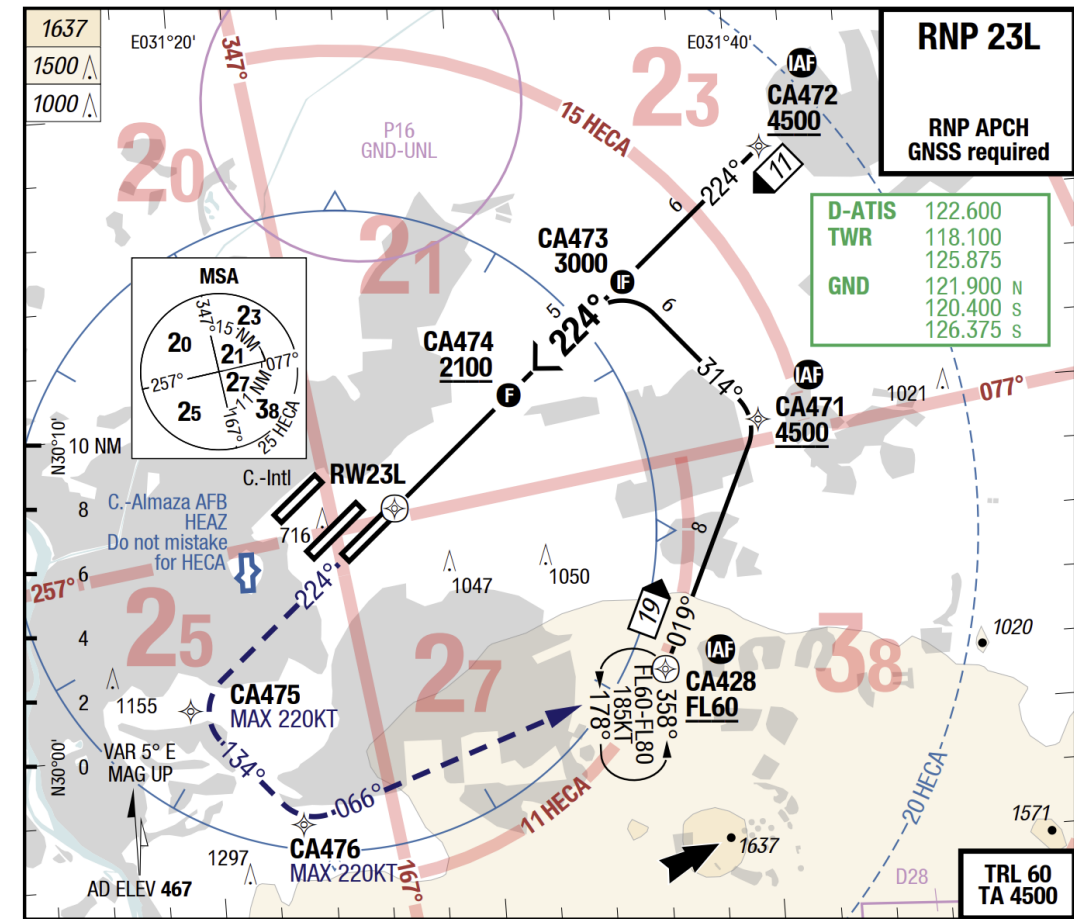 1637
1500
1000
E031°20'
E031°40'
RNP 23L
RNP APCH
GNSS required
347°
15 HECA
23
IAF
CA472
4500
P16
GND-UNL
20
11
224°
6
D-ATIS 122.600
TWR 118.100
125.875
GND 121.900 N
120.400 S
126.375 S
CA473
3000
IF
21
MSA
347°
15 NM
23
20
21
077°
257°
27
11 NM
25
38
167°
25 HECA
5
224°
6
CA474
2100
F
314°
IAF
CA471
4500
1021
077°
N30°10'
10 NM
C.-Intl
RW23L
C.-Almaza AFB
HEAZ
Do not mistake
for HECA
8
716
8
6
257°
224°
1047
1050
25
4
27
19
019°
38
1020
IAF
CA428
FL60
358°
FL60-FL80
185KT
178°
1155
2
CA475
MAX 220KT
VAR 5° E
MAG UP
N30°00'
0
134°
066°
11 HECA
20 HECA
CA476
MAX 220KT
1297
167°
1637
1571
AD ELEV 467
D28
TRL 60
TA 4500